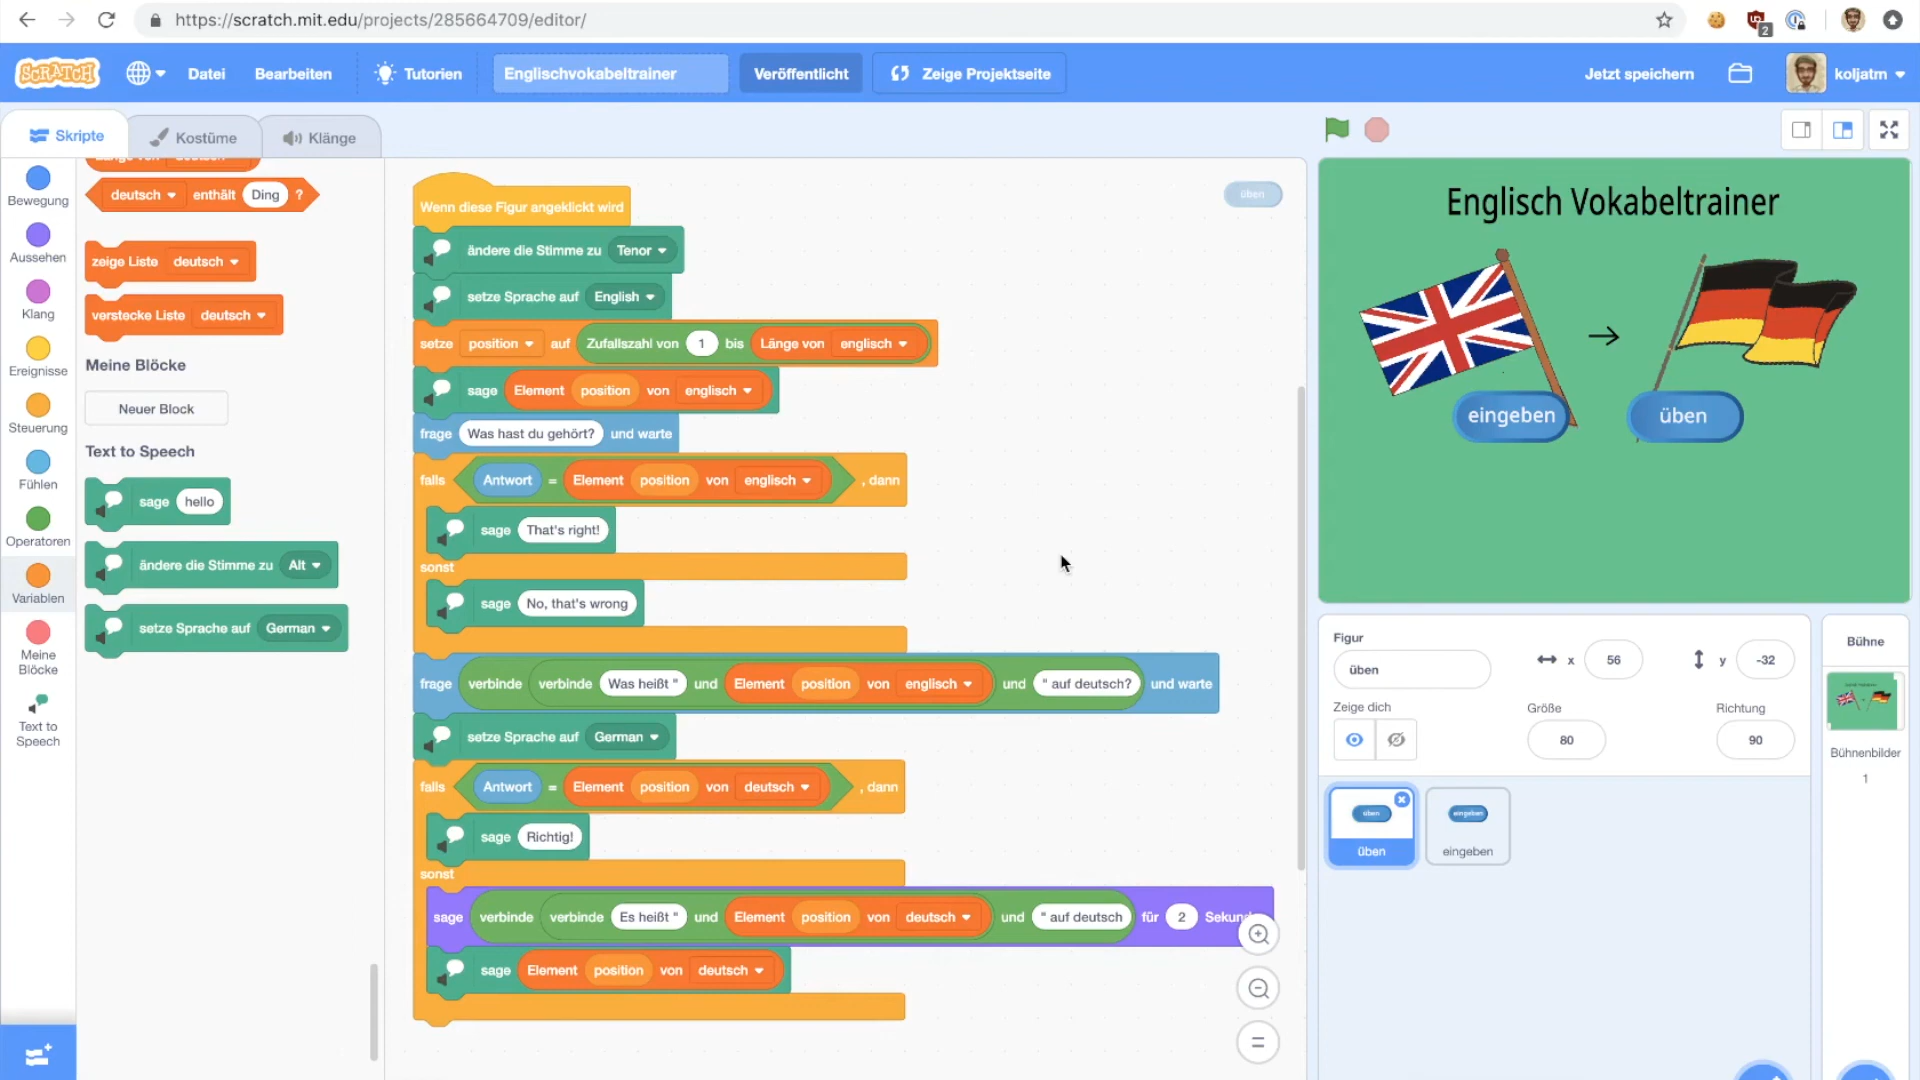 https://scratch.mit.edu/projects/285664709/editor/
2
SCRATCH
Datei
Bearbeiten
Tutorien
Englischvokabeltrainer
Veröffentlicht
Zeige Projektseite
Jetzt speichern
koljatm
Skripte
Kostüme
Klänge
Bewegung
Aussehen
Klang
Ereignisse
Steuerung
Fühlen
Operatoren
Variablen
Meine
Blöcke
Text to
Speech
deutsch enthält Ding ?
zeige Liste deutsch
verstecke Liste deutsch
Meine Blöcke
Neuer Block
Text to Speech
sage hello
ändere die Stimme zu Alt
setze Sprache auf German
Wenn diese Figur angeklickt wird
ändere die Stimme zu Tenor
setze Sprache auf English
setze position auf Zufallszahl von 1 bis Länge von englisch
sage Element position von englisch
frage Was hast du gehört? und warte
falls Antwort = Element position von englisch , dann
sage That's right!
sonst
sage No, that's wrong
frage verbinde verbinde Was heißt " und Element position von englisch und " auf deutsch? und warte
setze Sprache auf German
falls Antwort = Element position von deutsch , dann
sage Richtig!
sonst
sage verbinde verbinde Es heißt " und Element position von deutsch und " auf deutsch für 2 Sekund
sage Element position von deutsch
üben
Englisch Vokabeltrainer
eingeben
üben
Figur
üben
x 56
y -32
Zeige dich
Größe
80
Richtung
90
üben
üben
eingeben
eingeben
Bühne
Bühnenbilder
1